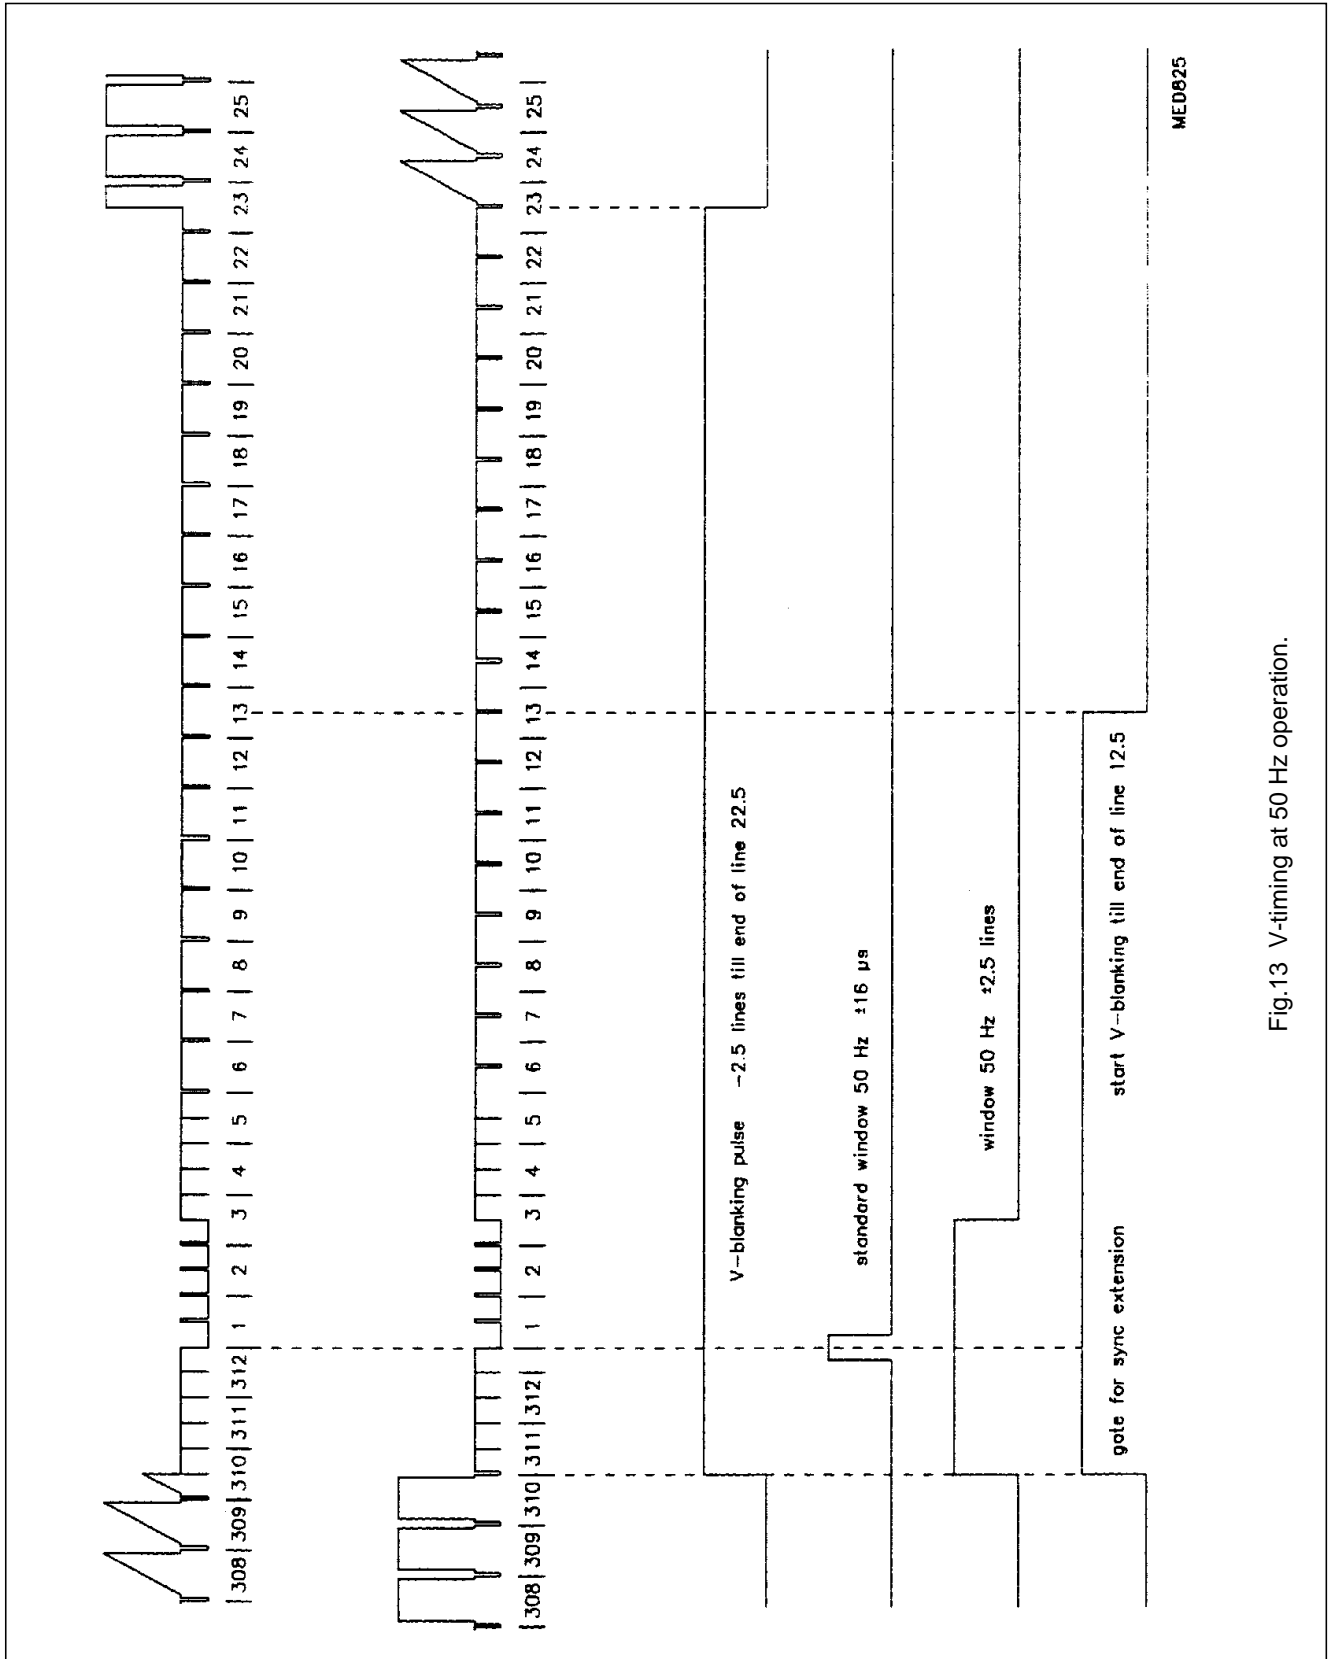 308 | 309 | 310 | 311 | 312 | 1 | 2 | 3 | 4 | 5 | 6 | 7 | 8 | 9 | 10 | 11 | 12 | 13 | 14 | 15 | 16 | 17 | 18 | 19 | 20 | 21 | 22 | 23 | 24 | 25
308 | 309 | 310 | 311 | 312 | 1 | 2 | 3 | 4 | 5 | 6 | 7 | 8 | 9 | 10 | 11 | 12 | 13 | 14 | 15 | 16 | 17 | 18 | 19 | 20 | 21 | 22 | 23 | 24 | 25
V-blanking pulse -2.5 lines till end of line 22.5
standard window 50 Hz ±16 µs
window 50 Hz ±2.5 lines
gate for sync extension start V-blanking till end of line 12.5
MED825
Fig.13 V-timing at 50 Hz operation.